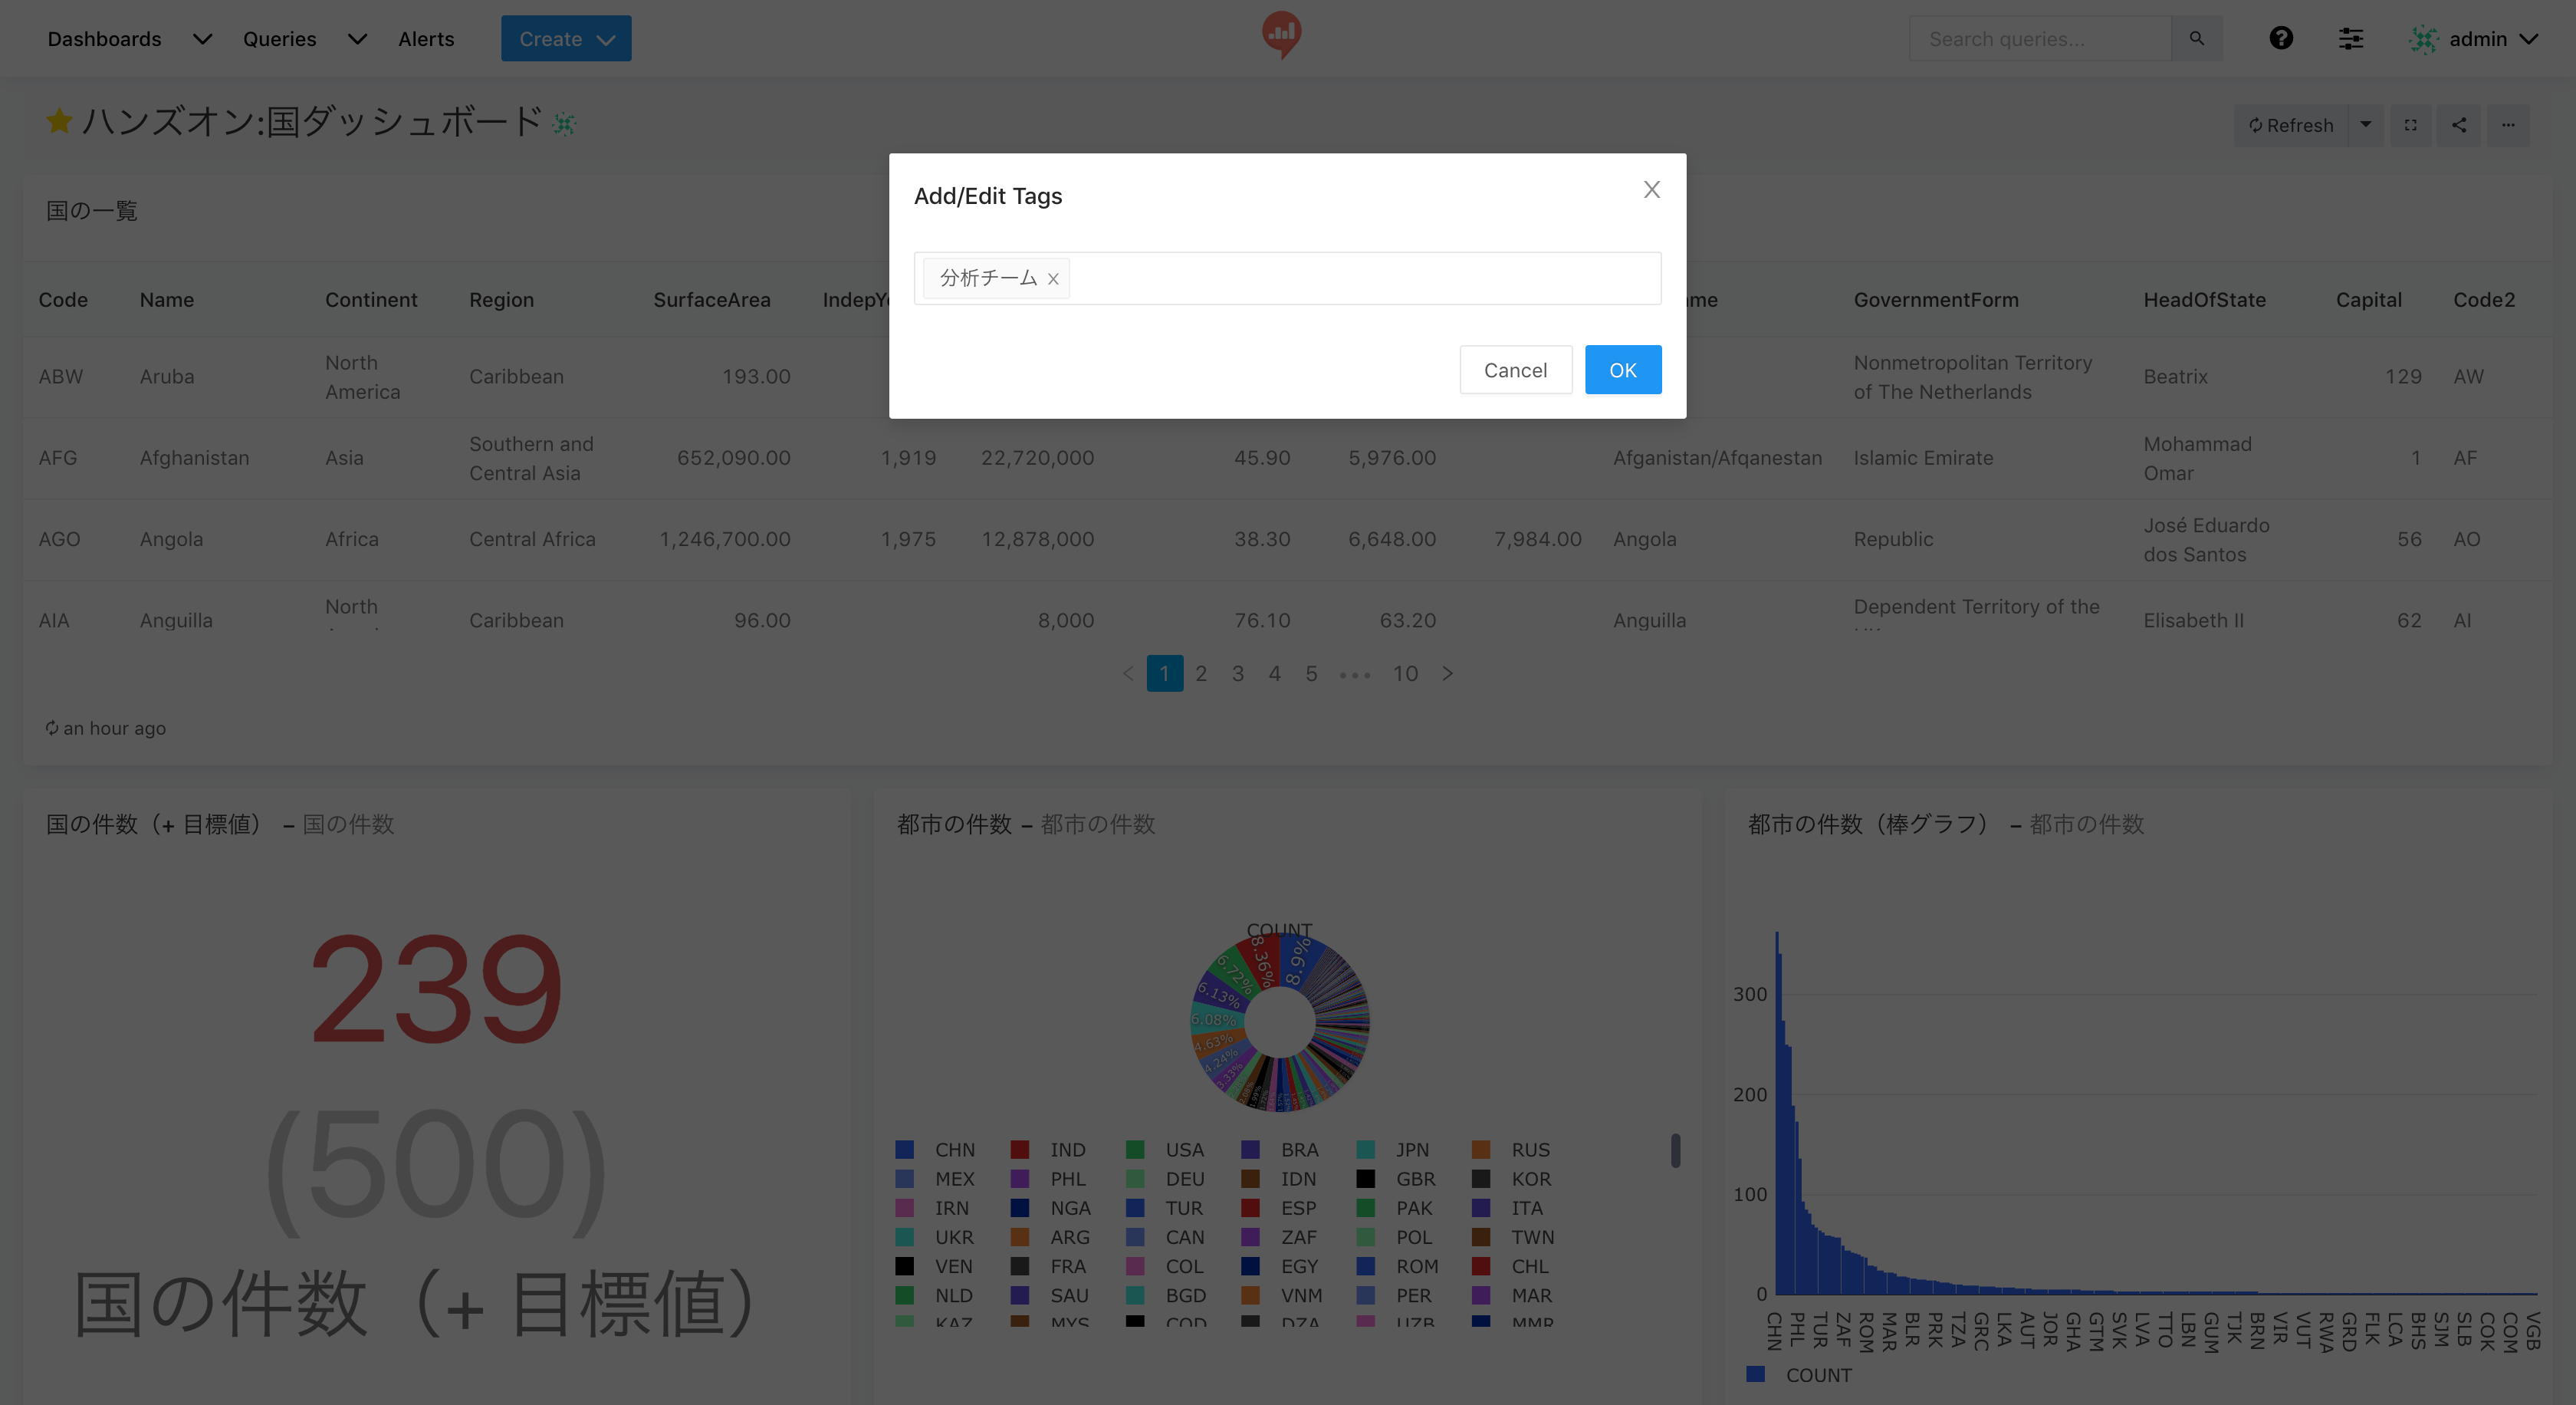 Dashboards Queries Alerts Create Search queries... admin
ハンズオン:国ダッシュボード Refresh
Add/Edit Tags
分析チーム
Cancel OK
国の一覧
Code Name Continent Region SurfaceArea GovernmentForm HeadOfState Capital Code2
ABW Aruba North America Caribbean 193.00 Nonmetropolitan Territory of The Netherlands Beatrix 129 AW
AFG Afghanistan Asia Southern and Central Asia 652,090.00 1,919 22,720,000 45.90 5,976.00 Afganistan/Afqanestan Islamic Emirate Mohammad Omar 1 AF
AGO Angola Africa Central Africa 1,246,700.00 1,975 12,878,000 38.30 6,648.00 7,984.00 Angola Republic José Eduardo dos Santos 56 AO
AIA Anguilla North Caribbean 96.00 8,000 76.10 63.20 Anguilla Dependent Territory of the Elisabeth II 62 AI
1 2 3 4 5 ••• 10
an hour ago
国の件数（+ 目標値） – 国の件数
239
(500)
国の件数（+ 目標値）
都市の件数 – 都市の件数
COUNT
8.9%
8.36%
6.72%
6.13%
6.08%
4.63%
4.24%
3.33%
CHN IND USA BRA JPN RUS
MEX PHL DEU IDN GBR KOR
IRN NGA TUR ESP PAK ITA
UKR ARG CAN ZAF POL TWN
VEN FRA COL EGY ROM CHL
NLD SAU BGD VNM PER MAR
KAZ MYS COD DZA UZB MMR
都市の件数（棒グラフ） – 都市の件数
300
200
100
0
CHN PHL TUR ZAF ROM MAR BLR PRK TZA GRC LKA AUT JOR GHA GTM SVK LVA TTO LBN GUM TJK BRN VIR VUT RWA GRD FLK LCA BHS SJM SLB COK COM VGB
COUNT